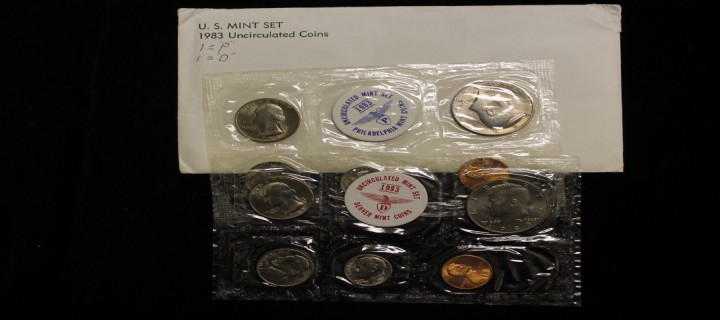 U. S. MINT SET
1983 Uncirculated Coins
1 = P
1 = D
UNCIRCULATED MINT SET
1983
P
PHILADELPHIA MINT COINS
UNCIRCULATED MINT SET
1983
D
DENVER MINT COINS